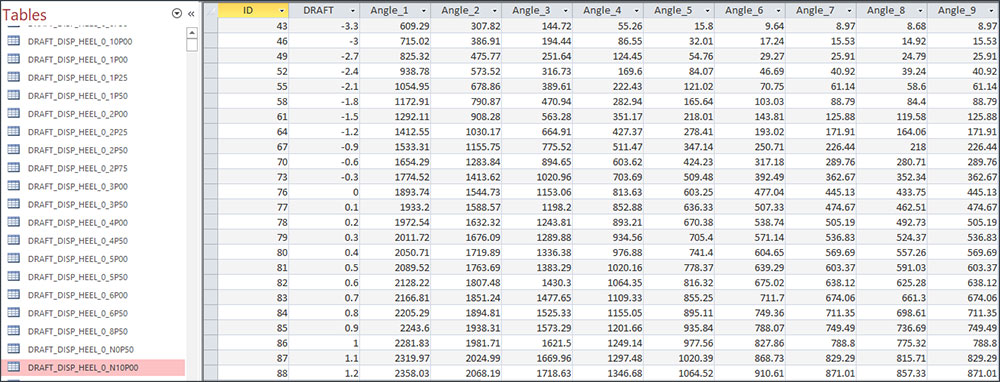 Tables
DRAFT_DISP_HEEL_0_10P00
DRAFT_DISP_HEEL_0_1P00
DRAFT_DISP_HEEL_0_1P25
DRAFT_DISP_HEEL_0_1P50
DRAFT_DISP_HEEL_0_2P00
DRAFT_DISP_HEEL_0_2P25
DRAFT_DISP_HEEL_0_2P50
DRAFT_DISP_HEEL_0_2P75
DRAFT_DISP_HEEL_0_3P00
DRAFT_DISP_HEEL_0_3P50
DRAFT_DISP_HEEL_0_4P00
DRAFT_DISP_HEEL_0_4P50
DRAFT_DISP_HEEL_0_5P00
DRAFT_DISP_HEEL_0_5P50
DRAFT_DISP_HEEL_0_6P00
DRAFT_DISP_HEEL_0_6P50
DRAFT_DISP_HEEL_0_8P50
DRAFT_DISP_HEEL_0_N0P50
DRAFT_DISP_HEEL_0_N10P00
ID DRAFT Angle_1 Angle_2 Angle_3 Angle_4 Angle_5 Angle_6 Angle_7 Angle_8 Angle_9
43 -3.3 609.29 307.82 144.72 55.26 15.8 9.64 8.97 8.68 8.97
46 -3 715.02 386.91 194.44 86.55 32.01 17.24 15.53 14.92 15.53
49 -2.7 825.32 475.77 251.64 124.45 54.76 29.27 25.91 24.79 25.91
52 -2.4 938.78 573.52 316.73 169.6 84.07 46.69 40.92 39.24 40.92
55 -2.1 1054.95 678.86 389.61 222.43 121.02 70.75 61.14 58.6 61.14
58 -1.8 1172.91 790.87 470.94 282.94 165.64 103.03 88.79 84.4 88.79
61 -1.5 1292.11 908.28 563.28 351.17 218.01 143.81 125.88 119.58 125.88
64 -1.2 1412.55 1030.17 664.91 427.37 278.41 193.02 171.91 164.06 171.91
67 -0.9 1533.31 1155.75 775.52 511.47 347.14 250.71 226.44 218 226.44
70 -0.6 1654.29 1283.84 894.65 603.62 424.23 317.18 289.76 280.71 289.76
73 -0.3 1774.52 1413.62 1020.96 703.69 509.48 392.49 362.67 352.34 362.67
76 0 1893.74 1544.73 1153.06 813.63 603.25 477.04 445.13 433.75 445.13
77 0.1 1933.2 1588.57 1198.2 852.88 636.33 507.33 474.67 462.51 474.67
78 0.2 1972.54 1632.32 1243.81 893.21 670.38 538.74 505.19 492.73 505.19
79 0.3 2011.72 1676.09 1289.88 934.56 705.4 571.14 536.83 524.37 536.83
80 0.4 2050.71 1719.89 1336.38 976.88 741.4 604.65 569.69 557.26 569.69
81 0.5 2089.52 1763.69 1383.29 1020.16 778.37 639.29 603.37 591.03 603.37
82 0.6 2128.22 1807.48 1430.3 1064.35 816.32 675.02 638.12 625.28 638.12
83 0.7 2166.81 1851.24 1477.65 1109.33 855.25 711.7 674.06 661.3 674.06
84 0.8 2205.29 1894.81 1525.33 1155.05 895.11 749.36 711.35 698.61 711.35
85 0.9 2243.6 1938.31 1573.29 1201.66 935.84 788.07 749.49 736.69 749.49
86 1 2281.83 1981.71 1621.5 1249.14 977.56 827.86 788.8 775.32 788.8
87 1.1 2319.97 2024.99 1669.96 1297.48 1020.39 868.73 829.29 815.71 829.29
88 1.2 2358.03 2068.19 1718.63 1346.68 1064.52 910.61 871.01 857.33 871.01